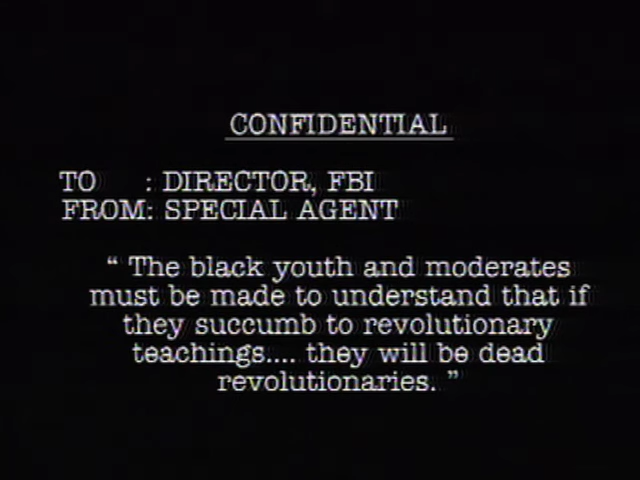 CONFIDENTIAL
TO : DIRECTOR, FBI
FROM: SPECIAL AGENT
“ The black youth and moderates
must be made to understand that if
they succumb to revolutionary
teachings.... they will be dead
revolutionaries. ”